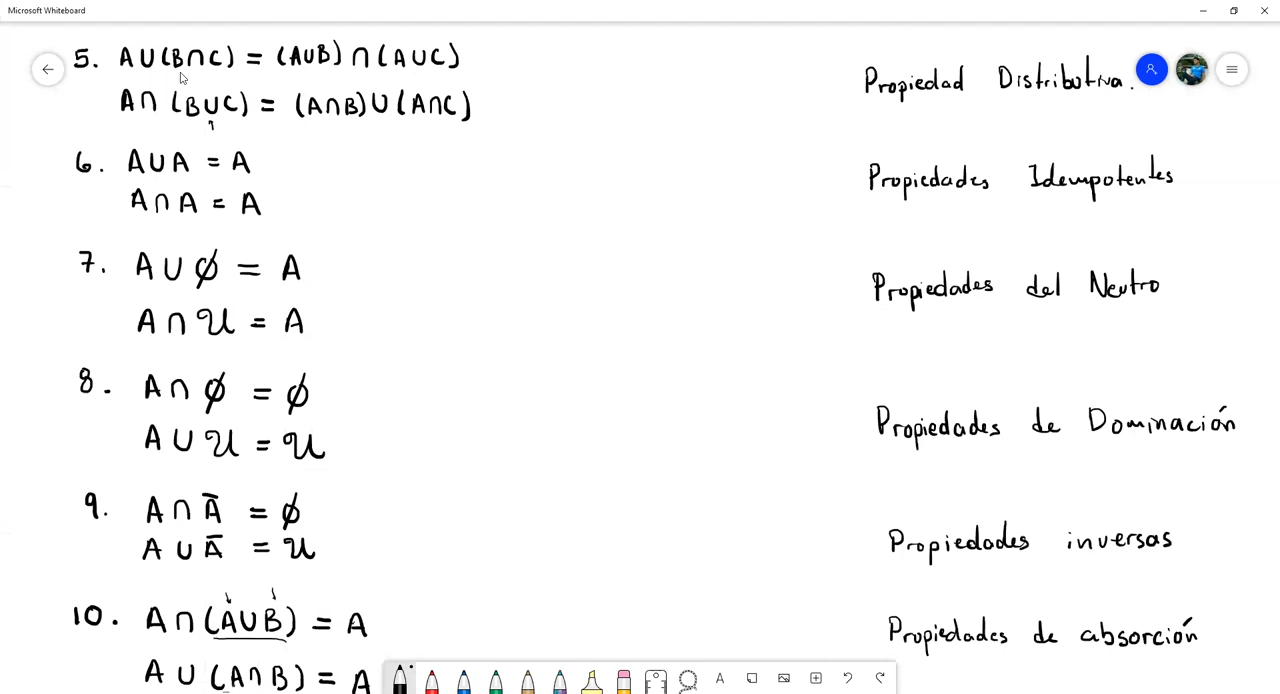 Microsoft Whiteboard
5. A∪(B∩C) = (A∪B)∩(A∪C) Propiedad Distributiva.
A∩(B∪C) = (A∩B)∪(A∩C)
6. A∪A = A Propiedades Idempotentes
A∩A = A
7. A∪∅ = A Propiedades del Neutro
A∩𝒰 = A
8. A∩∅ = ∅ Propiedades de Dominación
A∪𝒰 = 𝒰
9. A∩Ā = ∅ Propiedades inversas
A∪Ā = 𝒰
10. A∩(A∪B) = A Propiedades de absorción
A∪(A∩B) = A
A